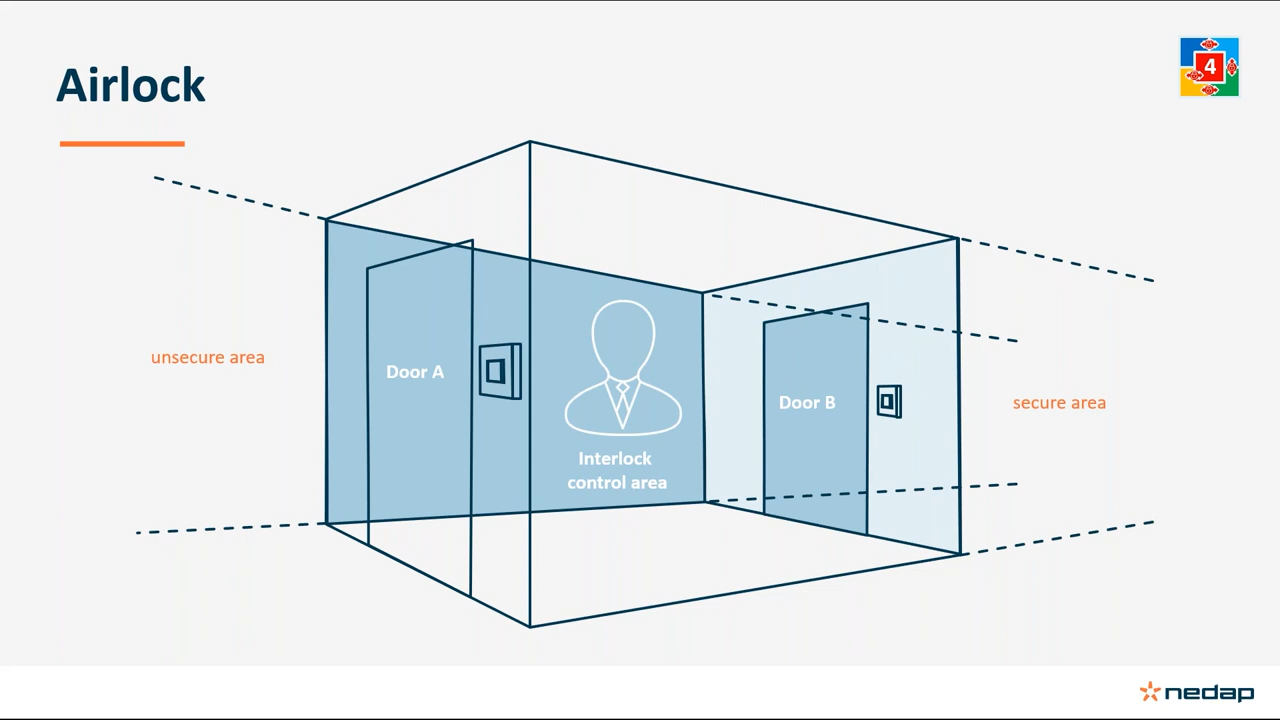 Airlock
4
unsecure area
Door A
Interlock
control area
Door B
secure area
nedap